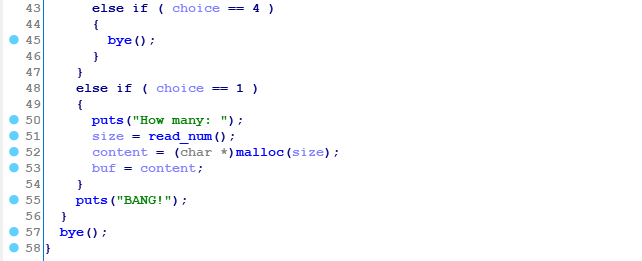 43 else if ( choice == 4 )
44 {
45 bye();
46 }
47 }
48 else if ( choice == 1 )
49 {
50 puts("How many: ");
51 size = read_num();
52 content = (char *)malloc(size);
53 buf = content;
54 }
55 puts("BANG!");
56 }
57 bye();
58 }